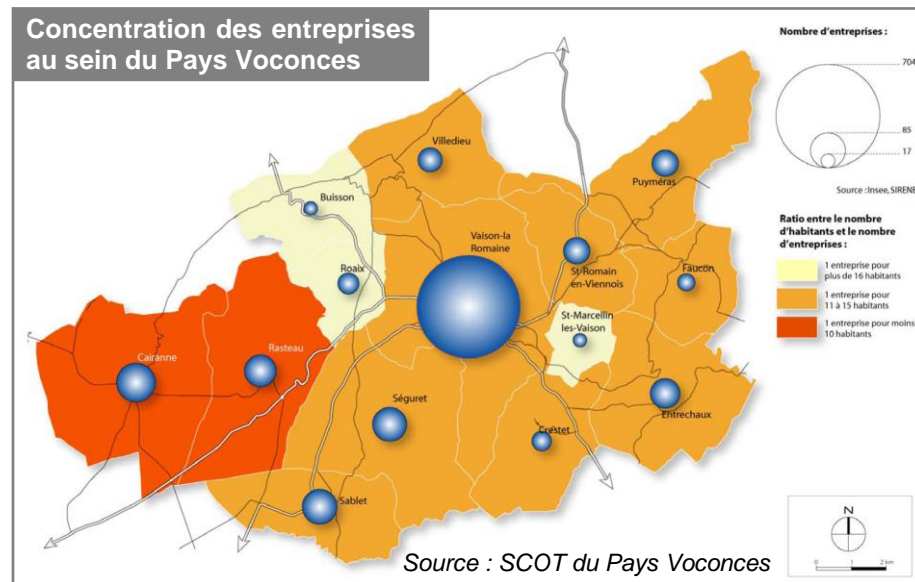 Concentration des entreprises
au sein du Pays Voconces
Nombre d'entreprises :
704
85
17
Source : Insee, SIRENE
Ratio entre le nombre
d'habitants et le nombre
d'entreprises :
1 entreprise pour
plus de 16 habitants
1 entreprise pour
11 à 15 habitants
1 entreprise pour moins
10 habitants
Villedieu
Puyméras
Buisson
Vaison-la
Romaine
Roaix
St-Romain
en-Viennois
Faucon
St-Marcellin
les-Vaison
Cairanne
Rasteau
Séguret
Entrechaux
Crestet
Sablet
Source : SCOT du Pays Voconces
N
0 1 2 km